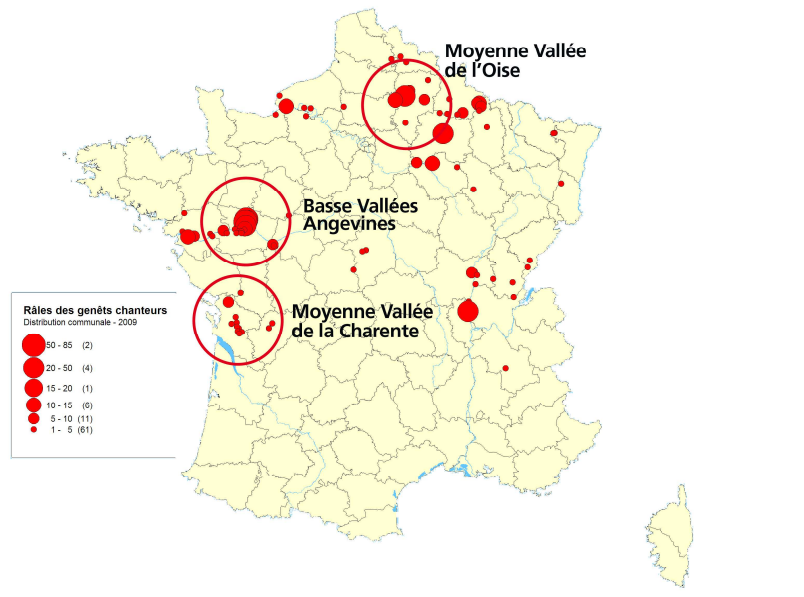 Moyenne Vallée
de l'Oise
Basse Vallées
Angevines
Moyenne Vallée
de la Charente
Râles des genêts chanteurs
Distribution communale - 2009
50 - 85 (2)
20 - 50 (4)
15 - 20 (1)
10 - 15 (6)
5 - 10 (11)
1 - 5 (61)